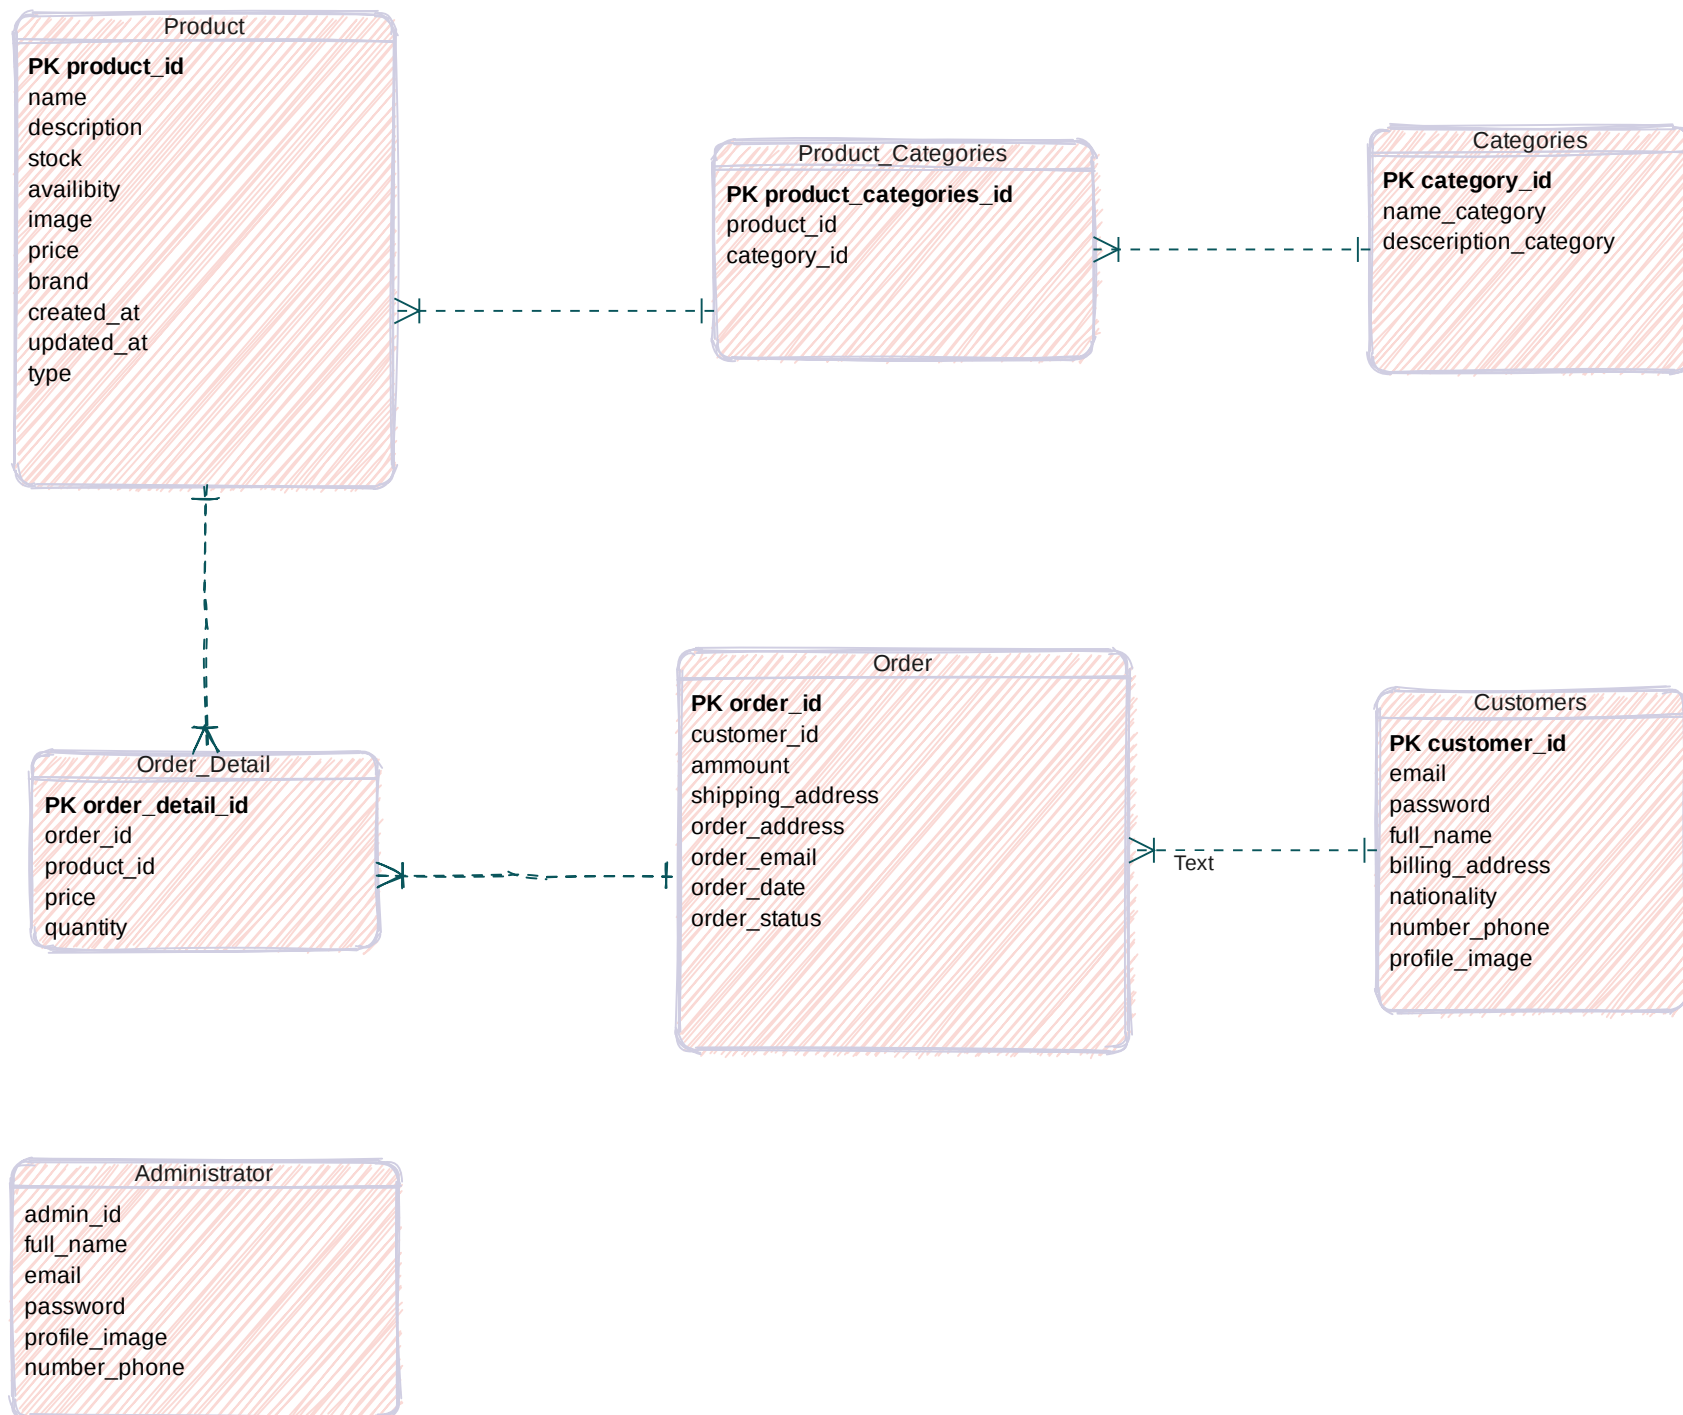 Product
PK product_id
name
description
stock
availibity
image
price
brand
created_at
updated_at
type
Product_Categories
PK product_categories_id
product_id
category_id
Categories
PK category_id
name_category
desceription_category
Order_Detail
PK order_detail_id
order_id
product_id
price
quantity
Order
PK order_id
customer_id
ammount
shipping_address
order_address
order_email
order_date
order_status
Text
Customers
PK customer_id
email
password
full_name
billing_address
nationality
number_phone
profile_image
Administrator
admin_id
full_name
email
password
profile_image
number_phone